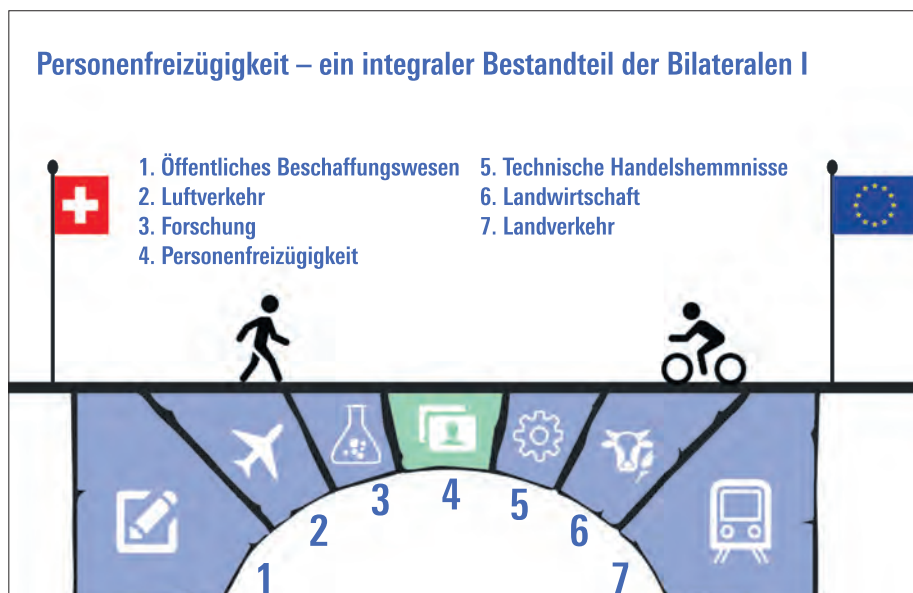 Personenfreizügigkeit – ein integraler Bestandteil der Bilateralen I
1. Öffentliches Beschaffungswesen
2. Luftverkehr
3. Forschung
4. Personenfreizügigkeit
5. Technische Handelshemmnisse
6. Landwirtschaft
7. Landverkehr
1
2
3
4
5
6
7